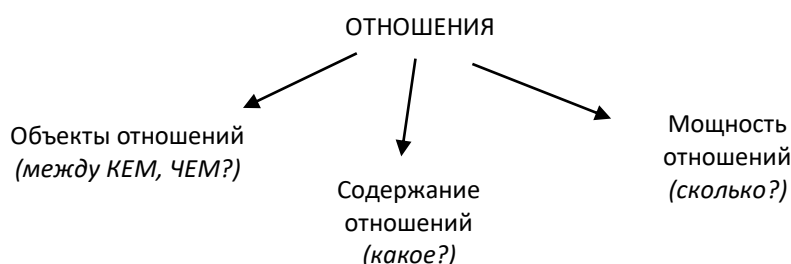 ОТНОШЕНИЯ
Объекты отношений
(между КЕМ, ЧЕМ?)
Содержание
отношений
(какое?)
Мощность
отношений
(сколько?)